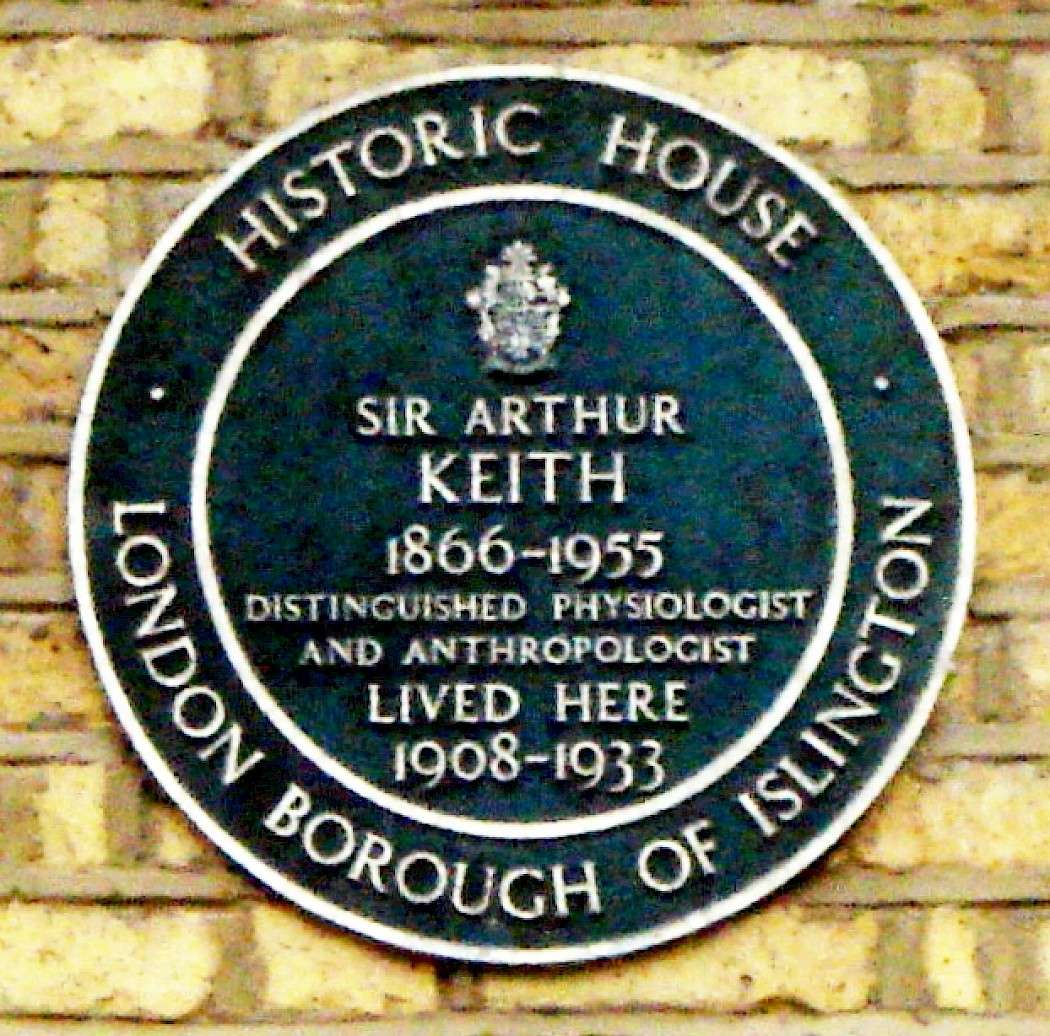 HISTORIC HOUSE
SIR ARTHUR
KEITH
1866-1955
DISTINGUISHED PHYSIOLOGIST
AND ANTHROPOLOGIST
LIVED HERE
1908-1933
LONDON BOROUGH OF ISLINGTON